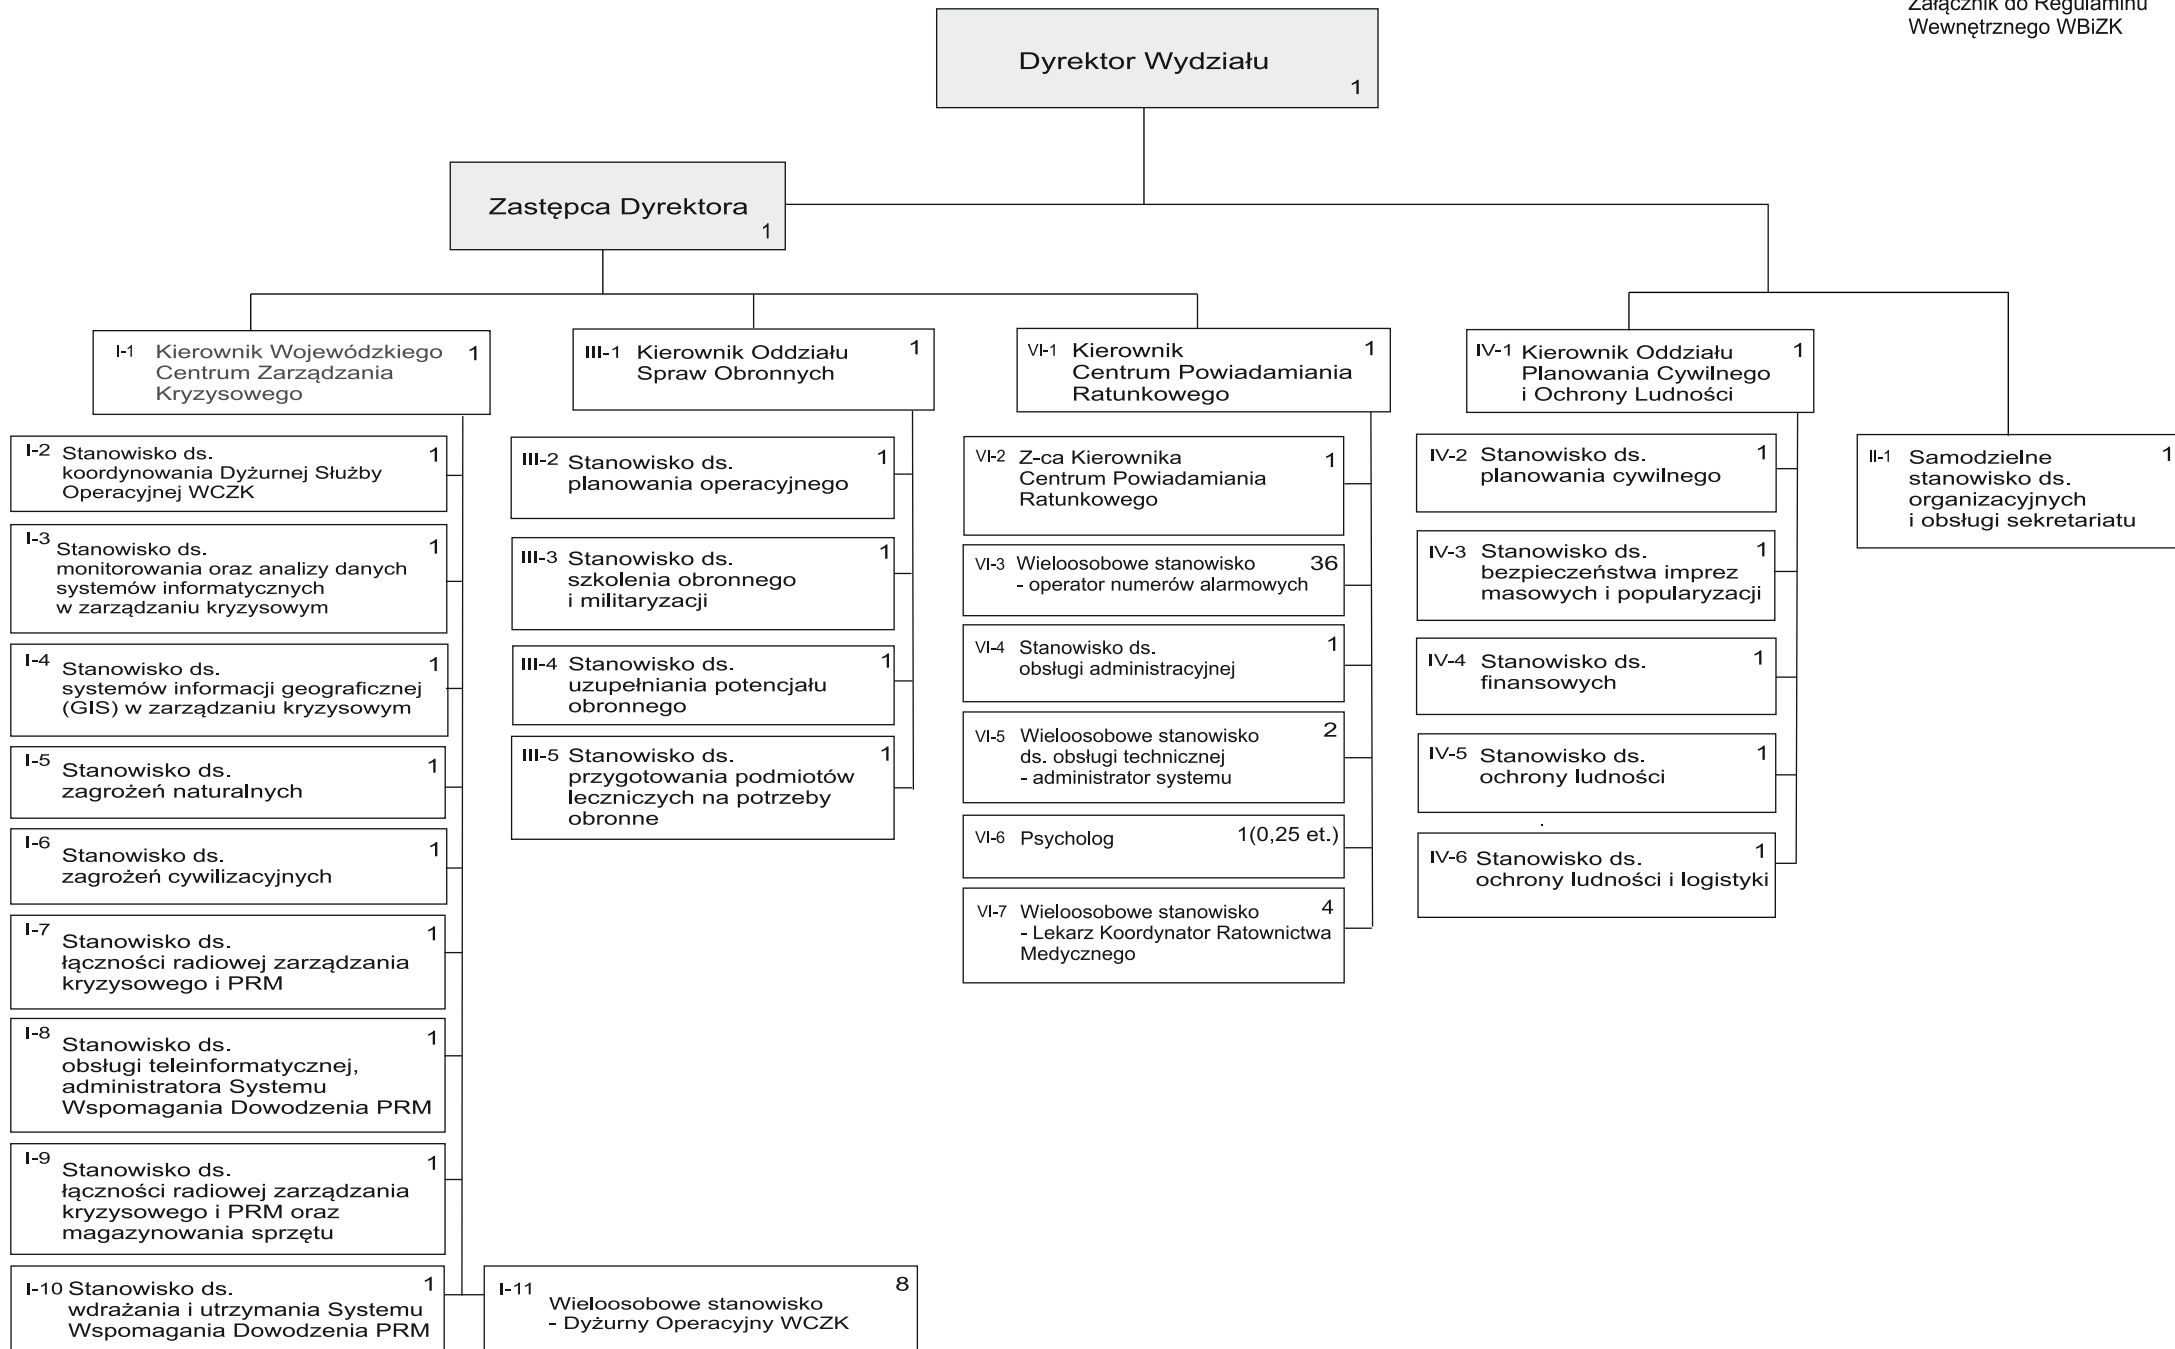 Załącznik do Regulaminu
Wewnętrznego WBiZK
Dyrektor Wydziału
1
Zastępca Dyrektora
1
I-1 Kierownik Wojewódzkiego 1
Centrum Zarządzania
Kryzysowego
I-2 Stanowisko ds. 1
koordynowania Dyżurnej Służby
Operacyjnej WCZK
I-3 Stanowisko ds. 1
monitorowania oraz analizy danych
systemów informatycznych
w zarządzaniu kryzysowym
I-4 Stanowisko ds. 1
systemów informacji geograficznej
(GIS) w zarządzaniu kryzysowym
I-5 Stanowisko ds. 1
zagrożeń naturalnych
I-6 Stanowisko ds. 1
zagrożeń cywilizacyjnych
I-7 Stanowisko ds. 1
łączności radiowej zarządzania
kryzysowego i PRM
I-8 Stanowisko ds. 1
obsługi teleinformatycznej,
administratora Systemu
Wspomagania Dowodzenia PRM
I-9 Stanowisko ds. 1
łączności radiowej zarządzania
kryzysowego i PRM oraz
magazynowania sprzętu
I-10 Stanowisko ds. 1
wdrażania i utrzymania Systemu
Wspomagania Dowodzenia PRM
I-11 8
Wieloosobowe stanowisko
- Dyżurny Operacyjny WCZK
III-1 Kierownik Oddziału 1
Spraw Obronnych
III-2 Stanowisko ds. 1
planowania operacyjnego
III-3 Stanowisko ds. 1
szkolenia obronnego
i militaryzacji
III-4 Stanowisko ds. 1
uzupełniania potencjału
obronnego
III-5 Stanowisko ds. 1
przygotowania podmiotów
leczniczych na potrzeby
obronne
VI-1 Kierownik 1
Centrum Powiadamiania
Ratunkowego
VI-2 Z-ca Kierownika 1
Centrum Powiadamiania
Ratunkowego
VI-3 Wieloosobowe stanowisko 36
- operator numerów alarmowych
VI-4 Stanowisko ds. 1
obsługi administracyjnej
VI-5 Wieloosobowe stanowisko 2
ds. obsługi technicznej
- administrator systemu
VI-6 Psycholog 1(0,25 et.)
VI-7 Wieloosobowe stanowisko 4
- Lekarz Koordynator Ratownictwa
Medycznego
IV-1 Kierownik Oddziału 1
Planowania Cywilnego
i Ochrony Ludności
IV-2 Stanowisko ds. 1
planowania cywilnego
IV-3 Stanowisko ds. 1
bezpieczeństwa imprez
masowych i popularyzacji
IV-4 Stanowisko ds. 1
finansowych
IV-5 Stanowisko ds. 1
ochrony ludności
IV-6 Stanowisko ds. 1
ochrony ludności i logistyki
II-1 Samodzielne 1
stanowisko ds.
organizacyjnych
i obsługi sekretariatu